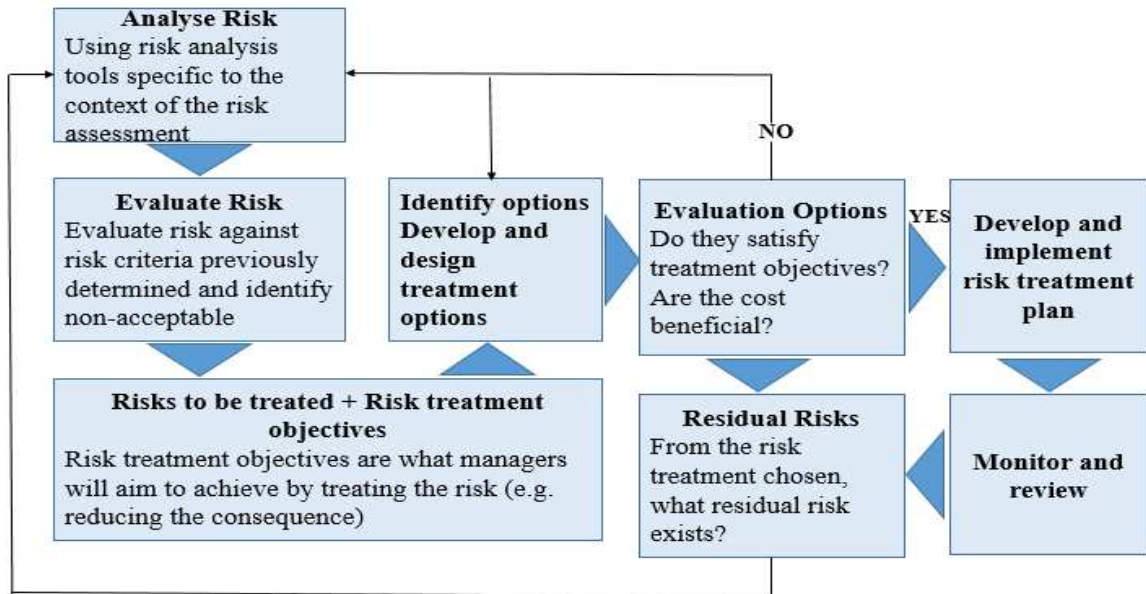 Analyse Risk
Using risk analysis
tools specific to the
context of the risk
assessment
Evaluate Risk
Evaluate risk against
risk criteria previously
determined and identify
non-acceptable
Risks to be treated + Risk treatment
objectives
Risk treatment objectives are what managers
will aim to achieve by treating the risk (e.g.
reducing the consequence)
Identify options
Develop and
design
treatment
options
NO
Evaluation Options
Do they satisfy
treatment objectives?
Are the cost
beneficial?
YES
Develop and
implement
risk treatment
plan
Residual Risks
From the risk
treatment chosen,
what residual risk
exists?
Monitor and
review